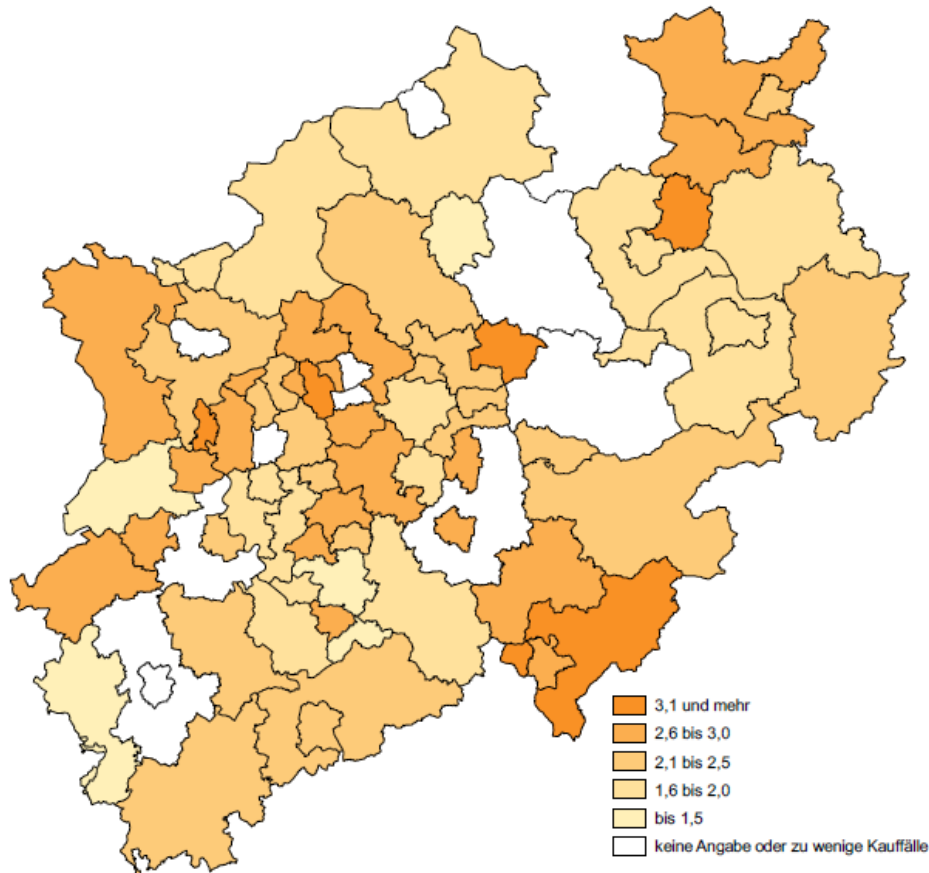 3,1 und mehr
2,6 bis 3,0
2,1 bis 2,5
1,6 bis 2,0
bis 1,5
keine Angabe oder zu wenige Kauffälle